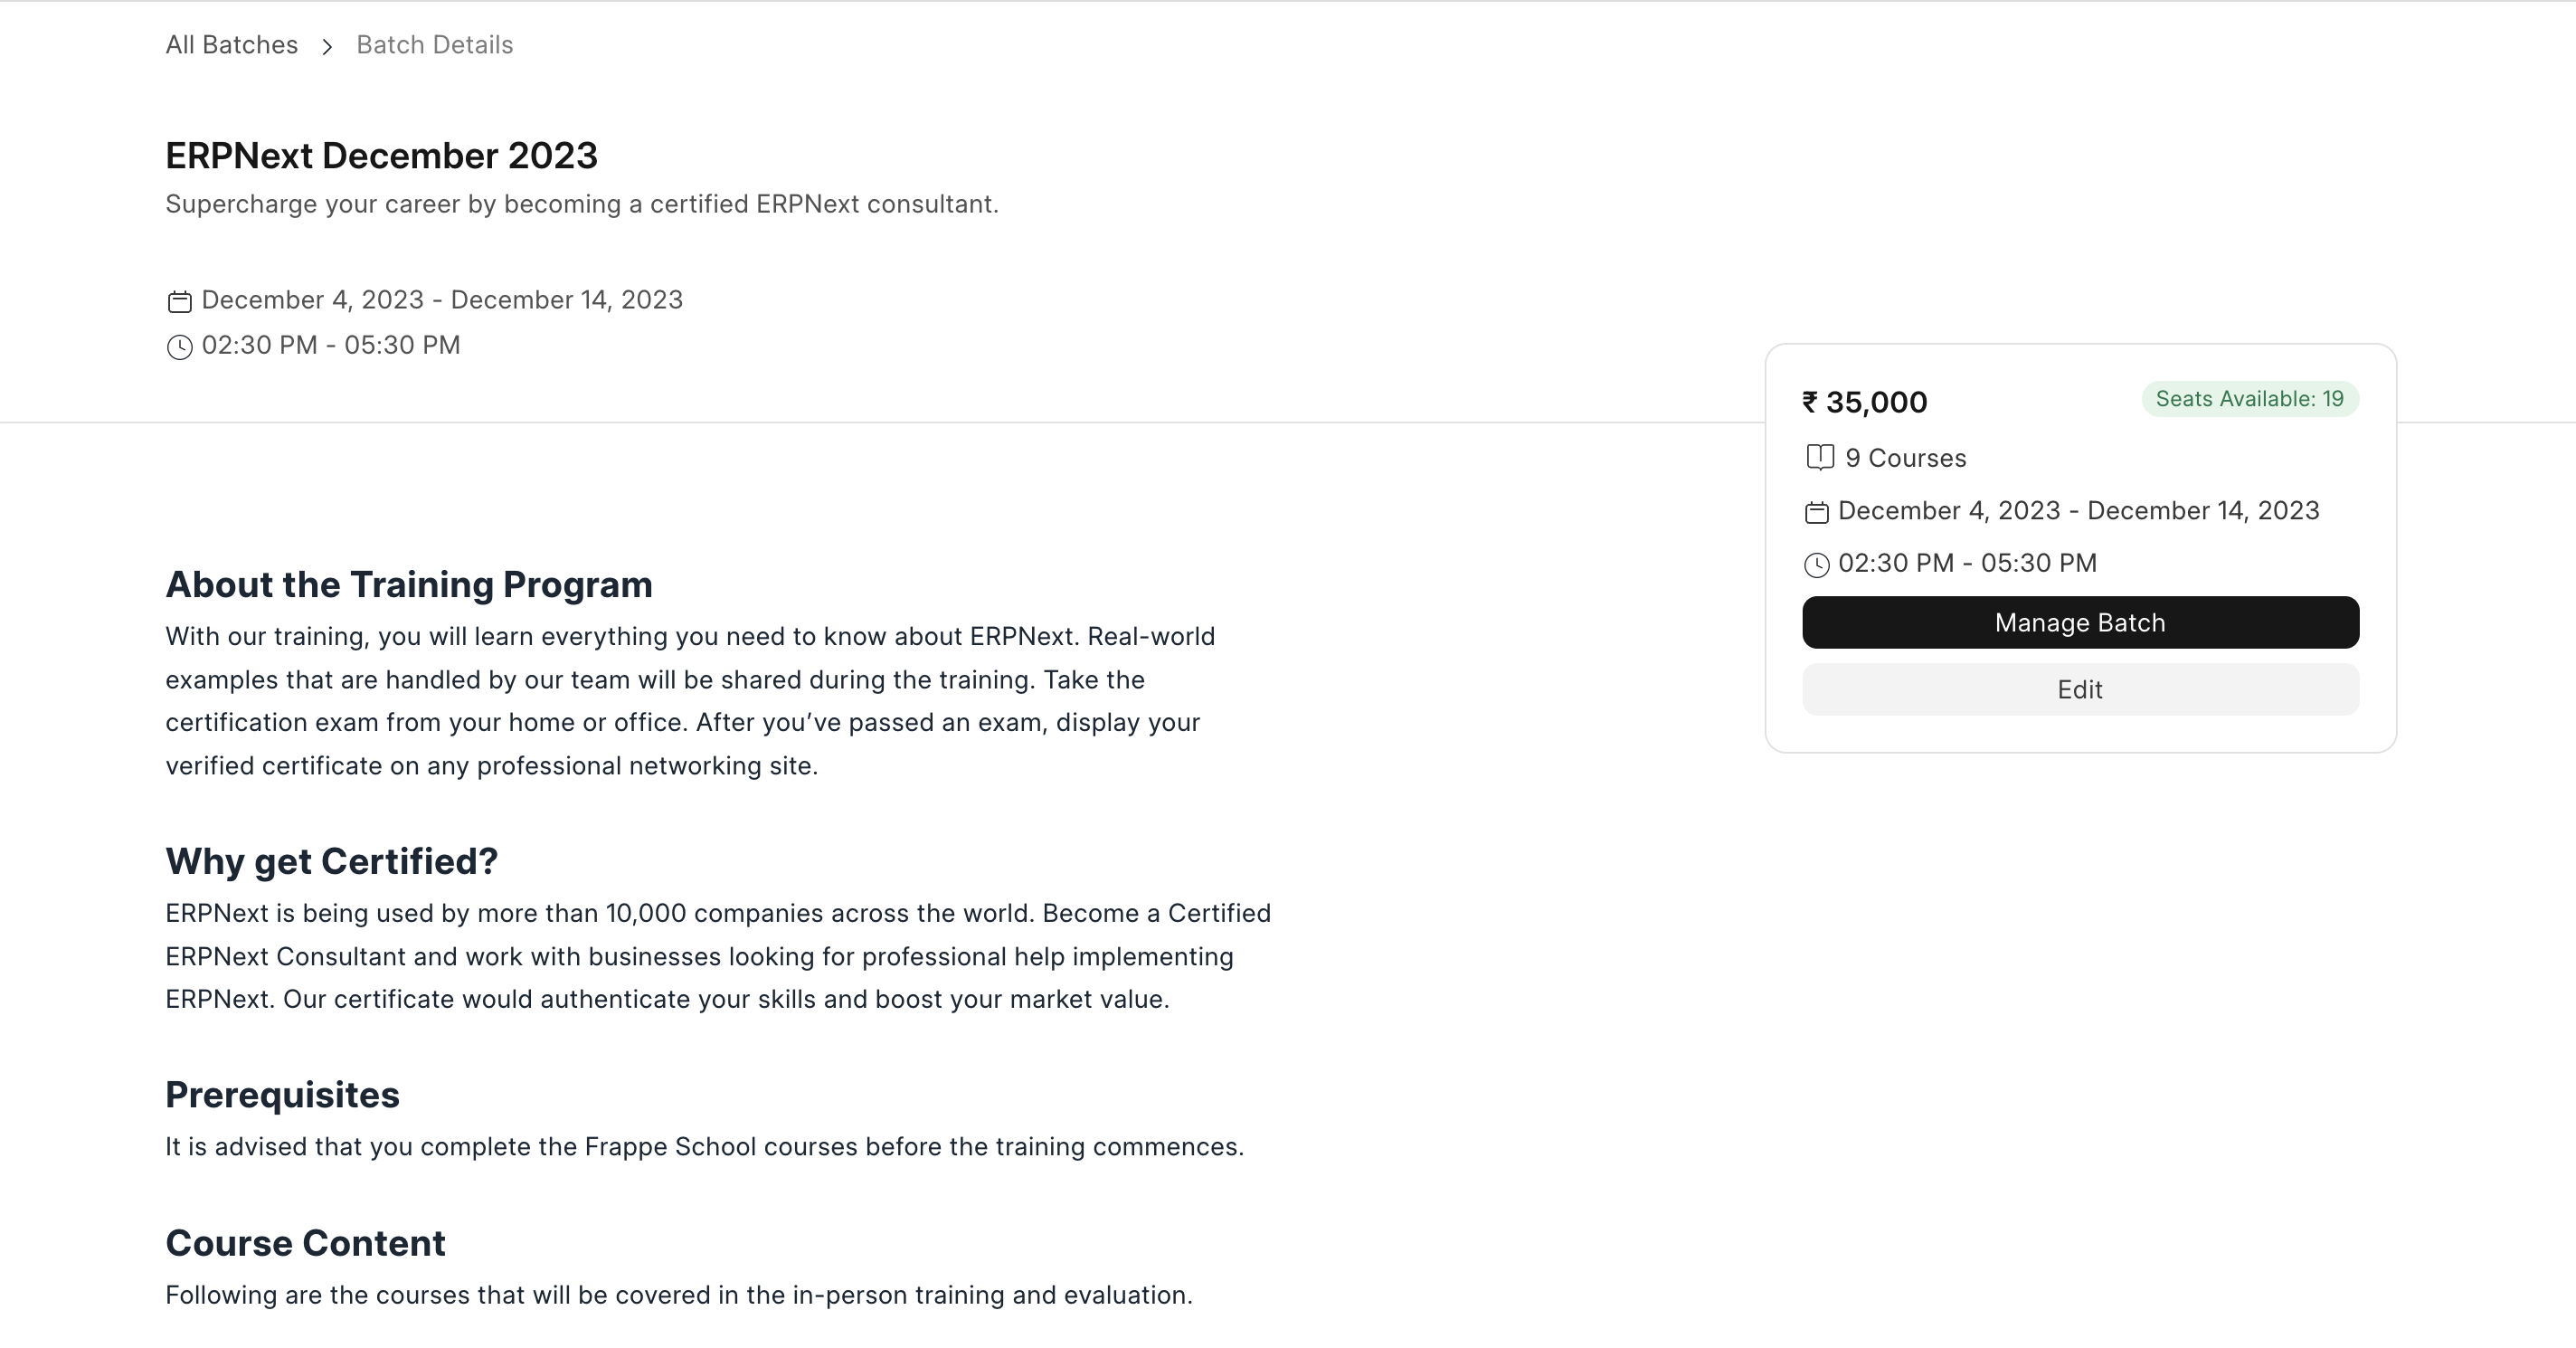 All Batches > Batch Details
ERPNext December 2023
Supercharge your career by becoming a certified ERPNext consultant.
December 4, 2023 - December 14, 2023
02:30 PM - 05:30 PM
₹ 35,000
Seats Available: 19
9 Courses
December 4, 2023 - December 14, 2023
02:30 PM - 05:30 PM
Manage Batch
Edit
About the Training Program
With our training, you will learn everything you need to know about ERPNext. Real-world
examples that are handled by our team will be shared during the training. Take the
certification exam from your home or office. After you’ve passed an exam, display your
verified certificate on any professional networking site.
Why get Certified?
ERPNext is being used by more than 10,000 companies across the world. Become a Certified
ERPNext Consultant and work with businesses looking for professional help implementing
ERPNext. Our certificate would authenticate your skills and boost your market value.
Prerequisites
It is advised that you complete the Frappe School courses before the training commences.
Course Content
Following are the courses that will be covered in the in-person training and evaluation.